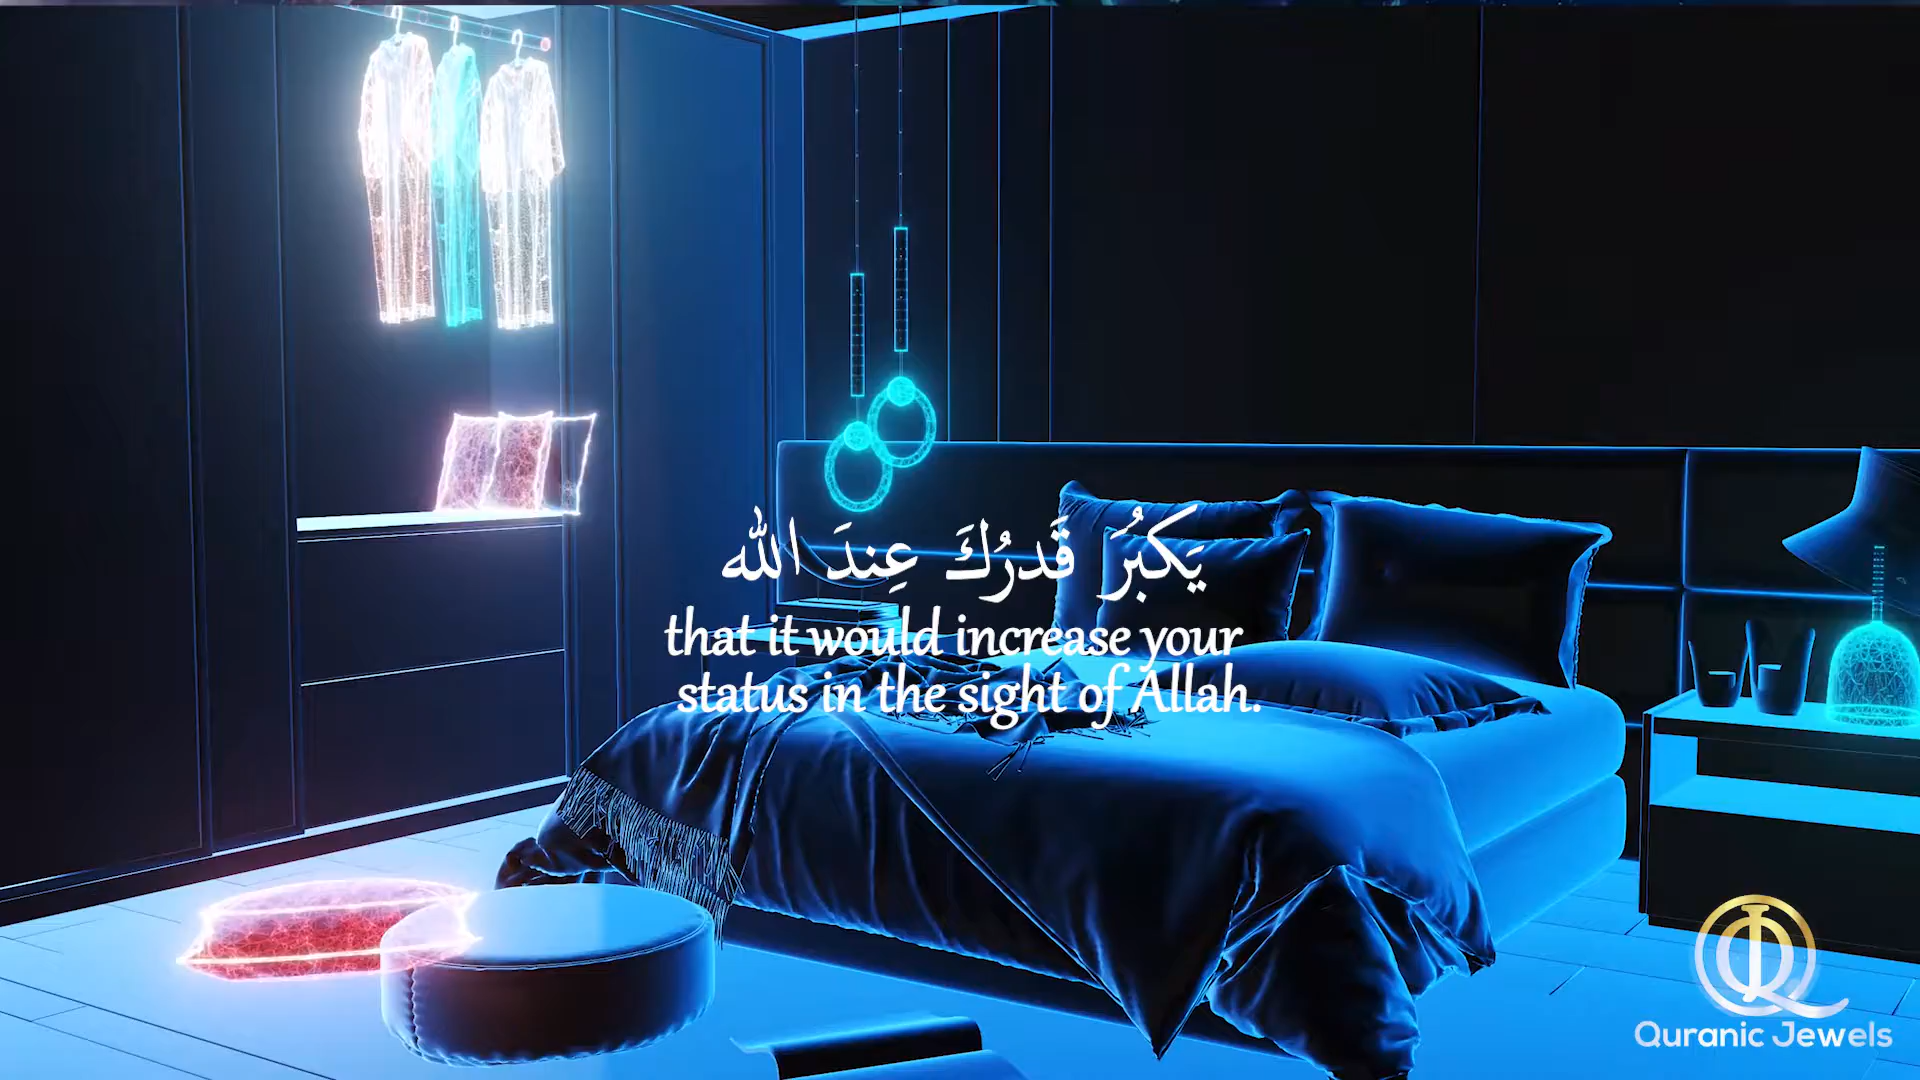 يَكبُرَ قَدرُكَ عِندَ الله
that it would increase your
status in the sight of Allah.
Quranic Jewels